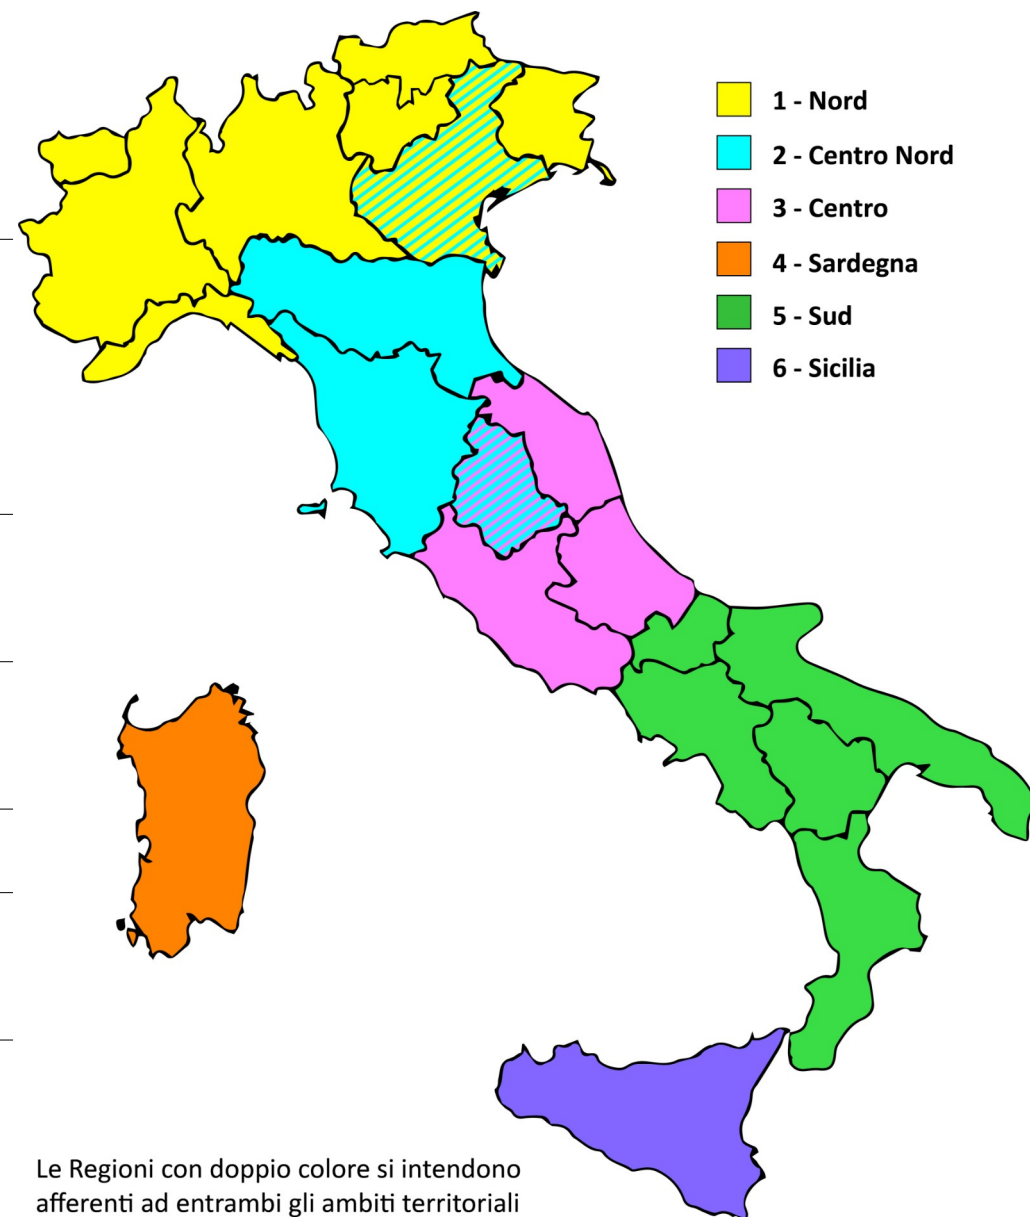 1 - Nord
2 - Centro Nord
3 - Centro
4 - Sardegna
5 - Sud
6 - Sicilia
Le Regioni con doppio colore si intendono
afferenti ad entrambi gli ambiti territoriali